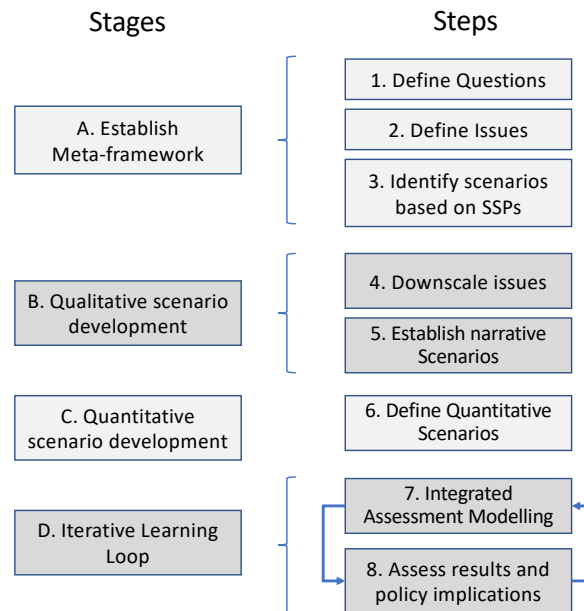 Stages
Steps
A. Establish
Meta-framework
1. Define Questions
2. Define Issues
3. Identify scenarios
based on SSPs
B. Qualitative scenario
development
4. Downscale issues
5. Establish narrative
Scenarios
C. Quantitative
scenario development
6. Define Quantitative
Scenarios
D. Iterative Learning
Loop
7. Integrated
Assessment Modelling
8. Assess results and
policy implications